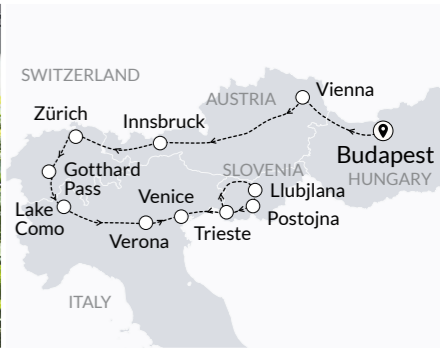 SWITZERLAND
Vienna
AUSTRIA
Zürich
Innsbruck
Budapest
HUNGARY
Gotthard
Pass
SLOVENIA
Llubjlana
Venice
Postojna
Lake
Como
Trieste
Verona
ITALY